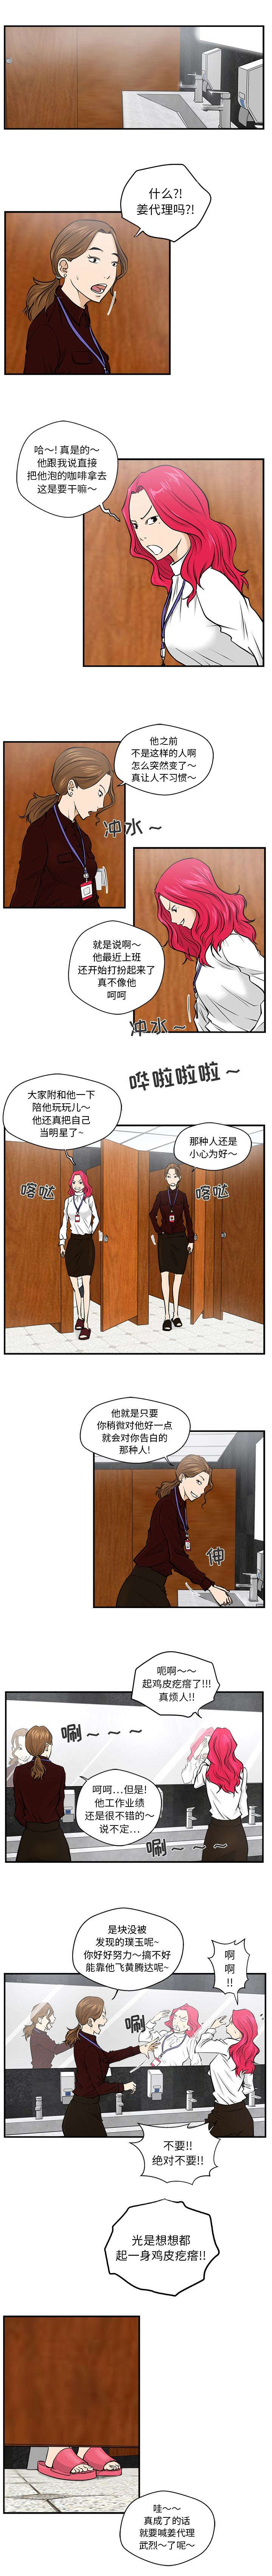 什么?!
姜代理吗?!
哈～! 真是的～
他跟我说直接
把他泡的咖啡拿去
这是要干嘛～
他之前
不是这样的人啊
怎么突然变了～
真让人不习惯～
冲水～
就是说啊～
他最近上班
还开始打扮起来了
真不像他
呵呵
冲水～
哗啦啦啦～
大家附和他一下
陪他玩玩儿～
他还真把自己
当明星了~
那种人还是
小心为好～
喀哒
喀哒
他就是只要
你稍微对他好一点
就会对你告白的
那种人!
伸
呃啊～～
起鸡皮疙瘩了!!!
真烦人!!
唰～～～
呵呵...但是!
他工作业绩
还是很不错的～
说不定...
唰～～～
是块没被
发现的璞玉呢~
你好好努力～搞不好
能靠他飞黄腾达呢~
啊
啊
!!
唰
不要!!
绝对不要!!
光是想想都
起一身鸡皮疙瘩!!
哇～～
真成了的话
就要喊姜代理
武烈～了呢～